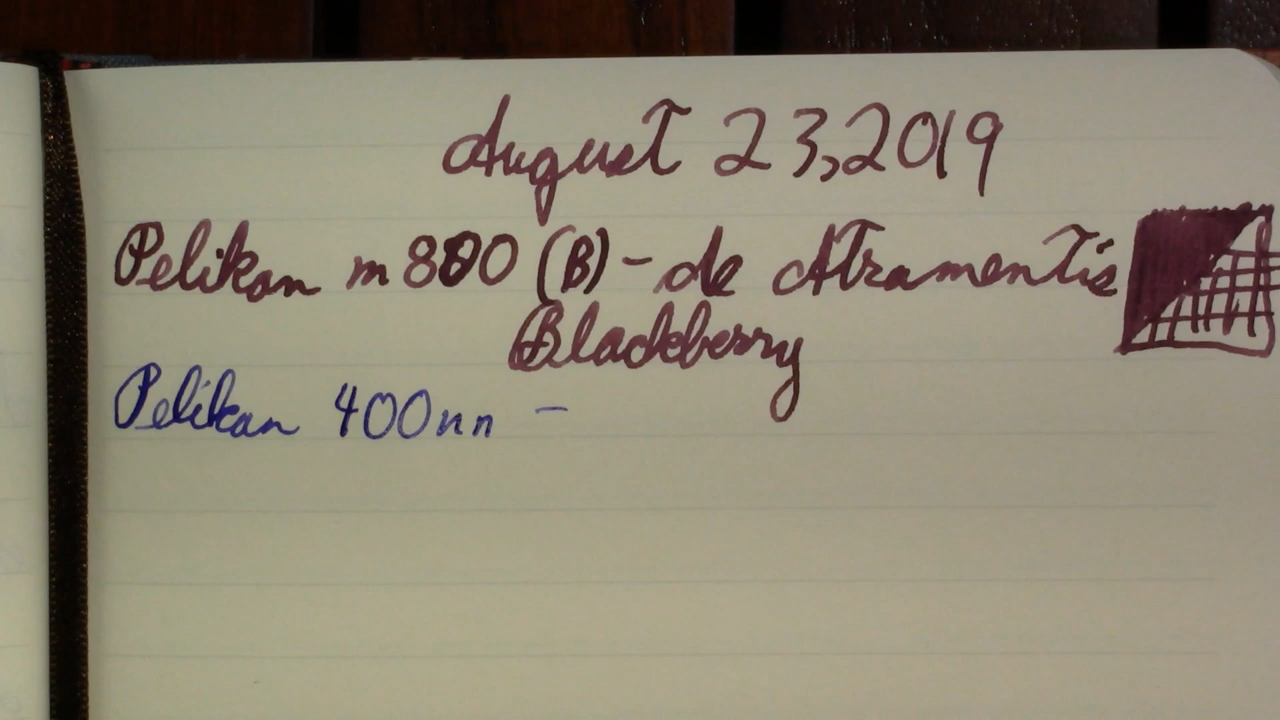 August 23, 2019
Pelikan m800 (B) - de Atramentis
Blackberry
Pelikan 400nn -